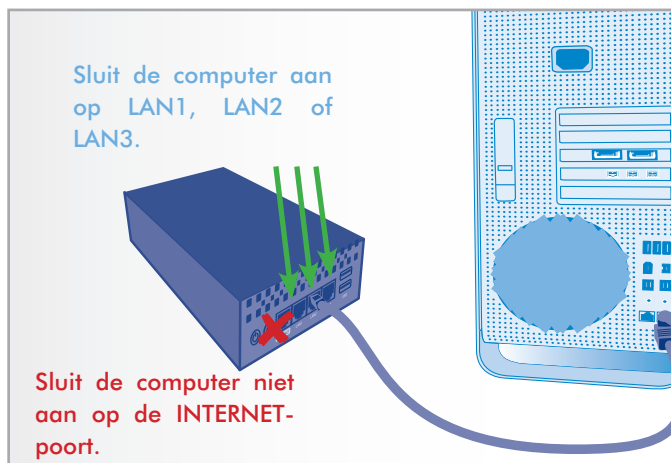 Sluit de computer aan
op LAN1, LAN2 of
LAN3.
Sluit de computer niet
aan op de INTERNET-
poort.